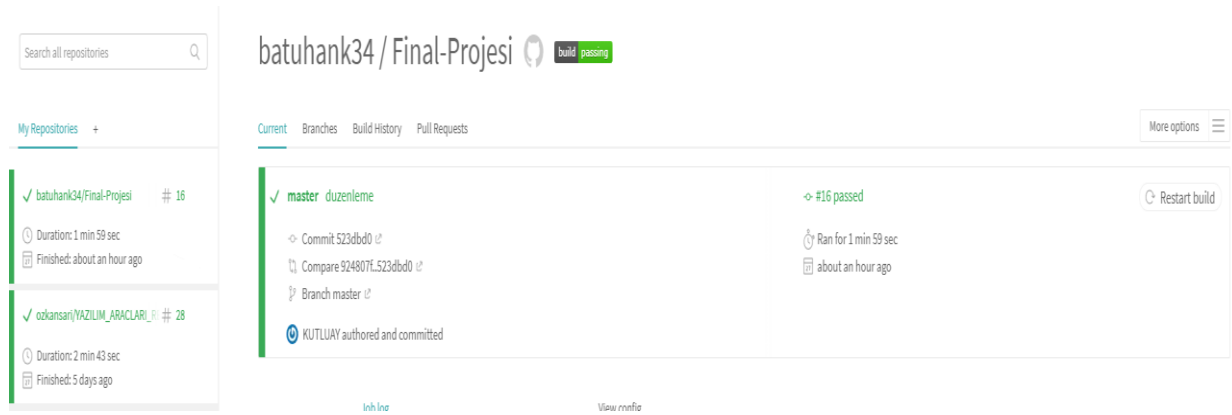 Search all repositories
My Repositories +
batuhank34/Final-Projesi # 16
Duration: 1 min 59 sec
Finished: about an hour ago
ozkansari/YAZILIM_ARACLARI_ # 28
Duration: 2 min 43 sec
Finished: 5 days ago
batuhank34 / Final-Projesi build passing
Current Branches Build History Pull Requests
More options
master duzenleme
Commit 523dbd0
Compare 924807f..523dbd0
Branch master
KUTLUAY authored and committed
#16 passed
Ran for 1 min 59 sec
about an hour ago
Restart build
Job log View config